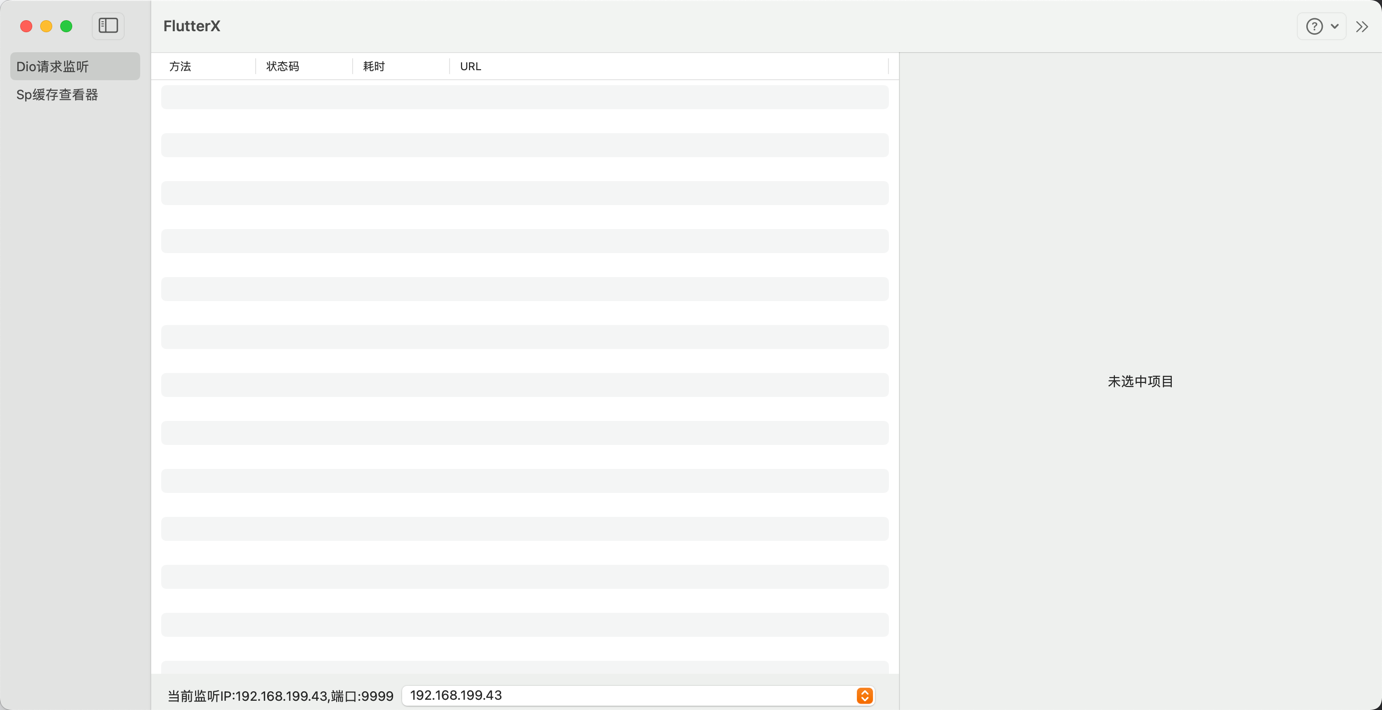 FlutterX
Dio请求监听
Sp缓存查看器
方法 状态码 耗时 URL
未选中项目
当前监听IP:192.168.199.43,端口:9999 192.168.199.43